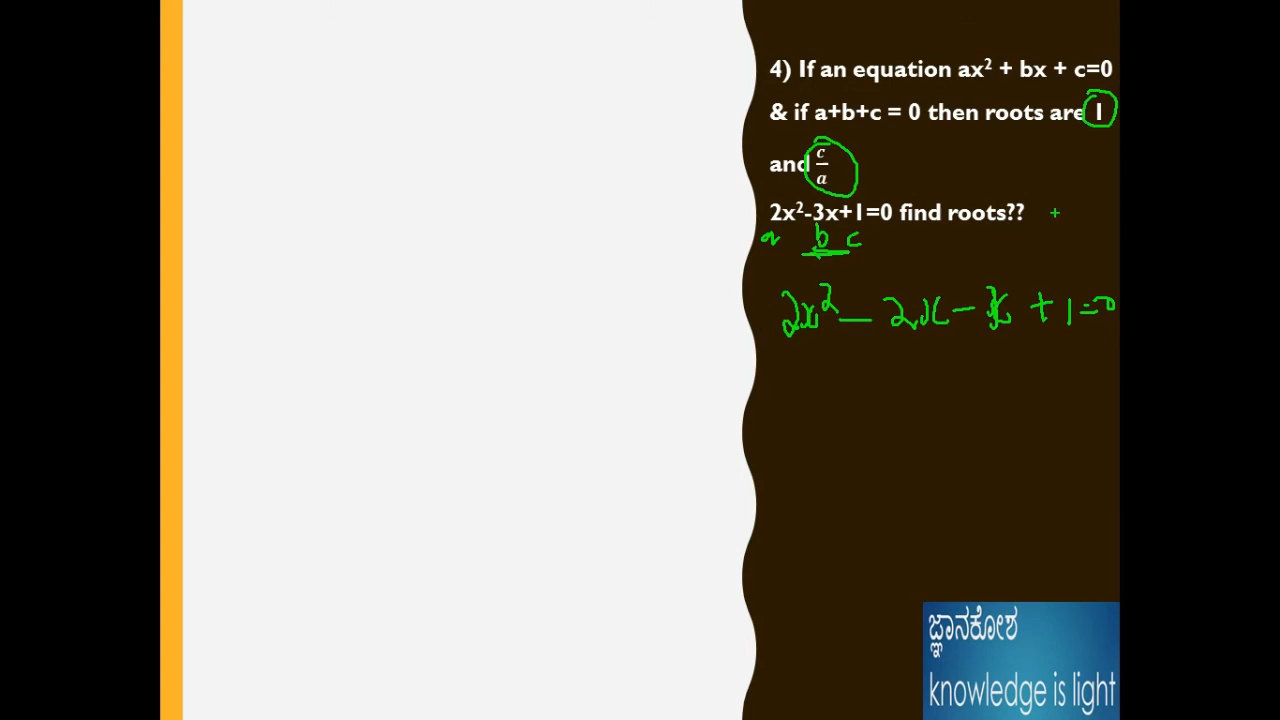 4) If an equation ax² + bx + c=0
& if a+b+c = 0 then roots are 1
and c/a
2x²-3x+1=0 find roots?? +
a b c
2x² - 2x - x + 1=0
ಜ್ಞಾನಕೋಶ
knowledge is light